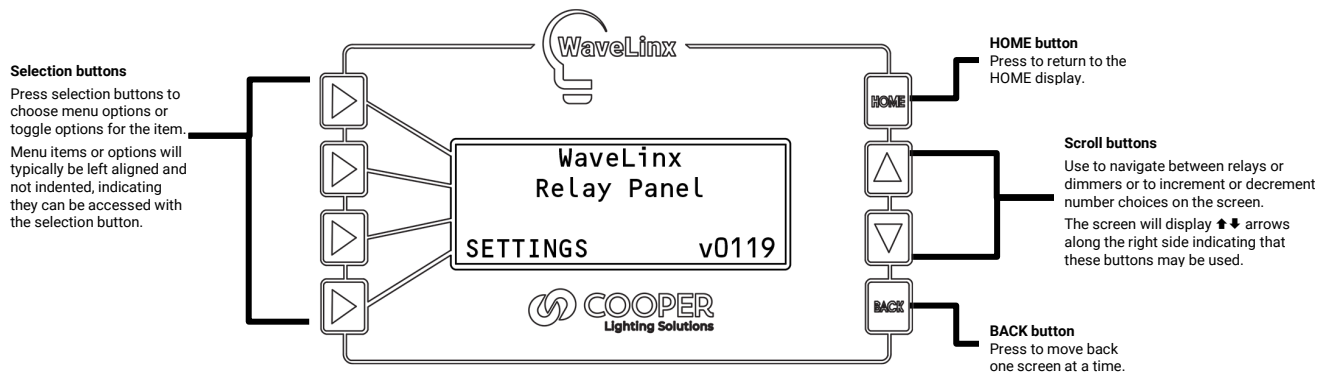 Selection buttons
Press selection buttons to
choose menu options or
toggle options for the item.
Menu items or options will
typically be left aligned and
not indented, indicating
they can be accessed with
the selection button.
WaveLinx
WaveLinx
Relay Panel
SETTINGS v0119
COOPER
Lighting Solutions
HOME
BACK
HOME button
Press to return to the
HOME display.
Scroll buttons
Use to navigate between relays or
dimmers or to increment or decrement
number choices on the screen.
The screen will display ⬆⬇ arrows
along the right side indicating that
these buttons may be used.
BACK button
Press to move back
one screen at a time.